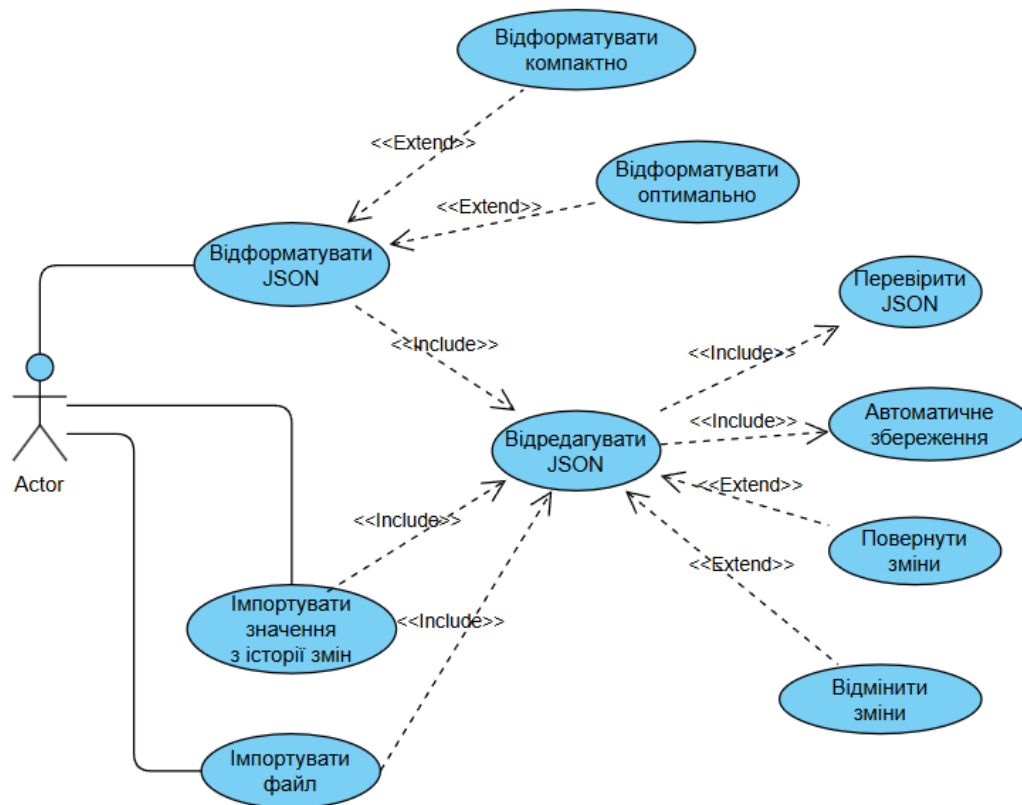 Відформатувати
компактно
<<Extend>>
Відформатувати
оптимально
<<Extend>>
Відформатувати
JSON
Перевірити
JSON
<<Include>>
<<Include>>
Автоматичне
збереження
<<Include>>
Відредагувати
JSON
Actor
<<Extend>>
<<Include>>
Повернути
зміни
<<Extend>>
Імпортувати
значення
з історії змін
<<Include>>
Відмінити
зміни
Імпортувати
файл